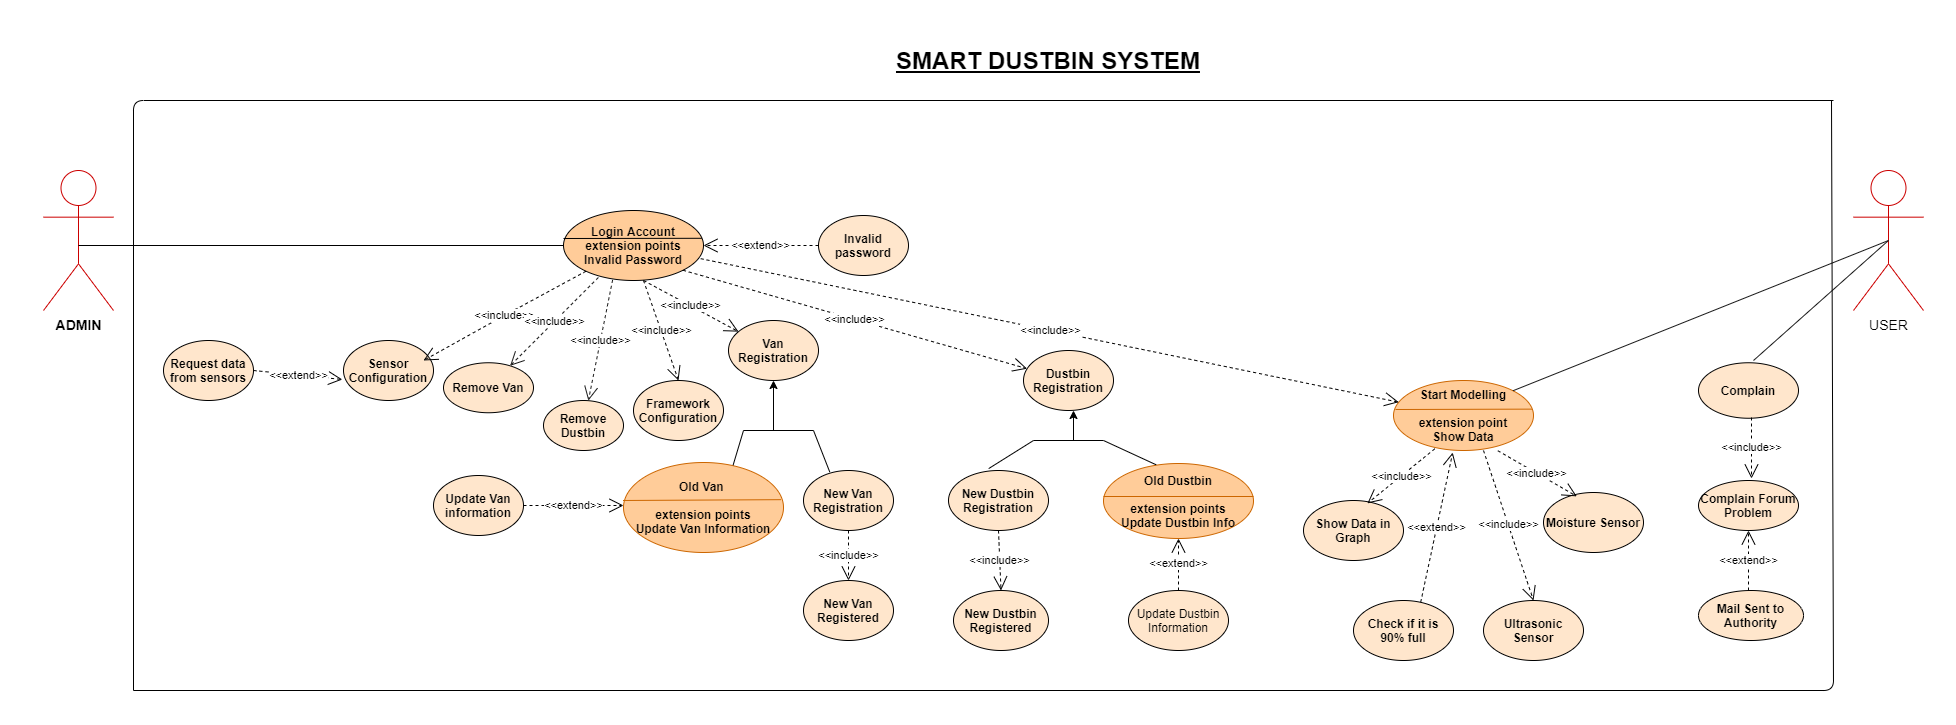 SMART DUSTBIN SYSTEM
ADMIN
USER
Login Account
extension points
Invalid Password
<<extend>>
Invalid
password
<<include>>
<<include>>
<<include>>
<<include>>
<<include>>
<<include>>
<<include>>
Request data
from sensors
<<extend>>
Sensor
Configuration
Remove Van
Remove
Dustbin
Framework
Configuration
Van
Registration
Dustbin
Registration
Start Modelling
extension point
Show Data
Complain
<<include>>
Update Van
information
<<extend>>
Old Van
extension points
Update Van Information
New Van
Registration
<<include>>
New Van
Registered
New Dustbin
Registration
<<include>>
New Dustbin
Registered
Old Dustbin
extension points
Update Dustbin Info
<<extend>>
Update Dustbin
Information
<<include>>
<<extend>>
<<include>>
<<include>>
Show Data in
Graph
Moisture Sensor
Check if it is
90% full
Ultrasonic
Sensor
Complain Forum
Problem
<<extend>>
Mail Sent to
Authority